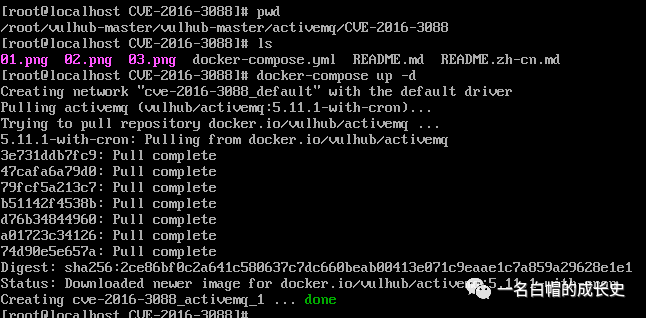 [root@localhost CVE-2016-3088]# pwd
/root/vulhub-master/vulhub-master/activemq/CVE-2016-3088
[root@localhost CVE-2016-3088]# ls
01.png 02.png 03.png docker-compose.yml README.md README.zh-cn.md
[root@localhost CVE-2016-3088]# docker-compose up -d
Creating network "cve-2016-3088_default" with the default driver
Pulling activemq (vulhub/activemq:5.11.1-with-cron)...
Trying to pull repository docker.io/vulhub/activemq ...
5.11.1-with-cron: Pulling from docker.io/vulhub/activemq
3e731ddb7fc9: Pull complete
47cafa6a79d0: Pull complete
79fcf5a213c7: Pull complete
b51142f4538b: Pull complete
d76b34844960: Pull complete
a01723c34126: Pull complete
74d90e5e657a: Pull complete
Digest: sha256:2ce86bf0c2a641c580637c7dc660beab00413e071c9eaae1c7a859a29628e1e1
Status: Downloaded newer image for docker.io/vulhub/activemq:5.11.1-with-cron
Creating cve-2016-3088_activemq_1 ... done
[root@localhost CVE-2016-3088]#
一名白帽的成长史